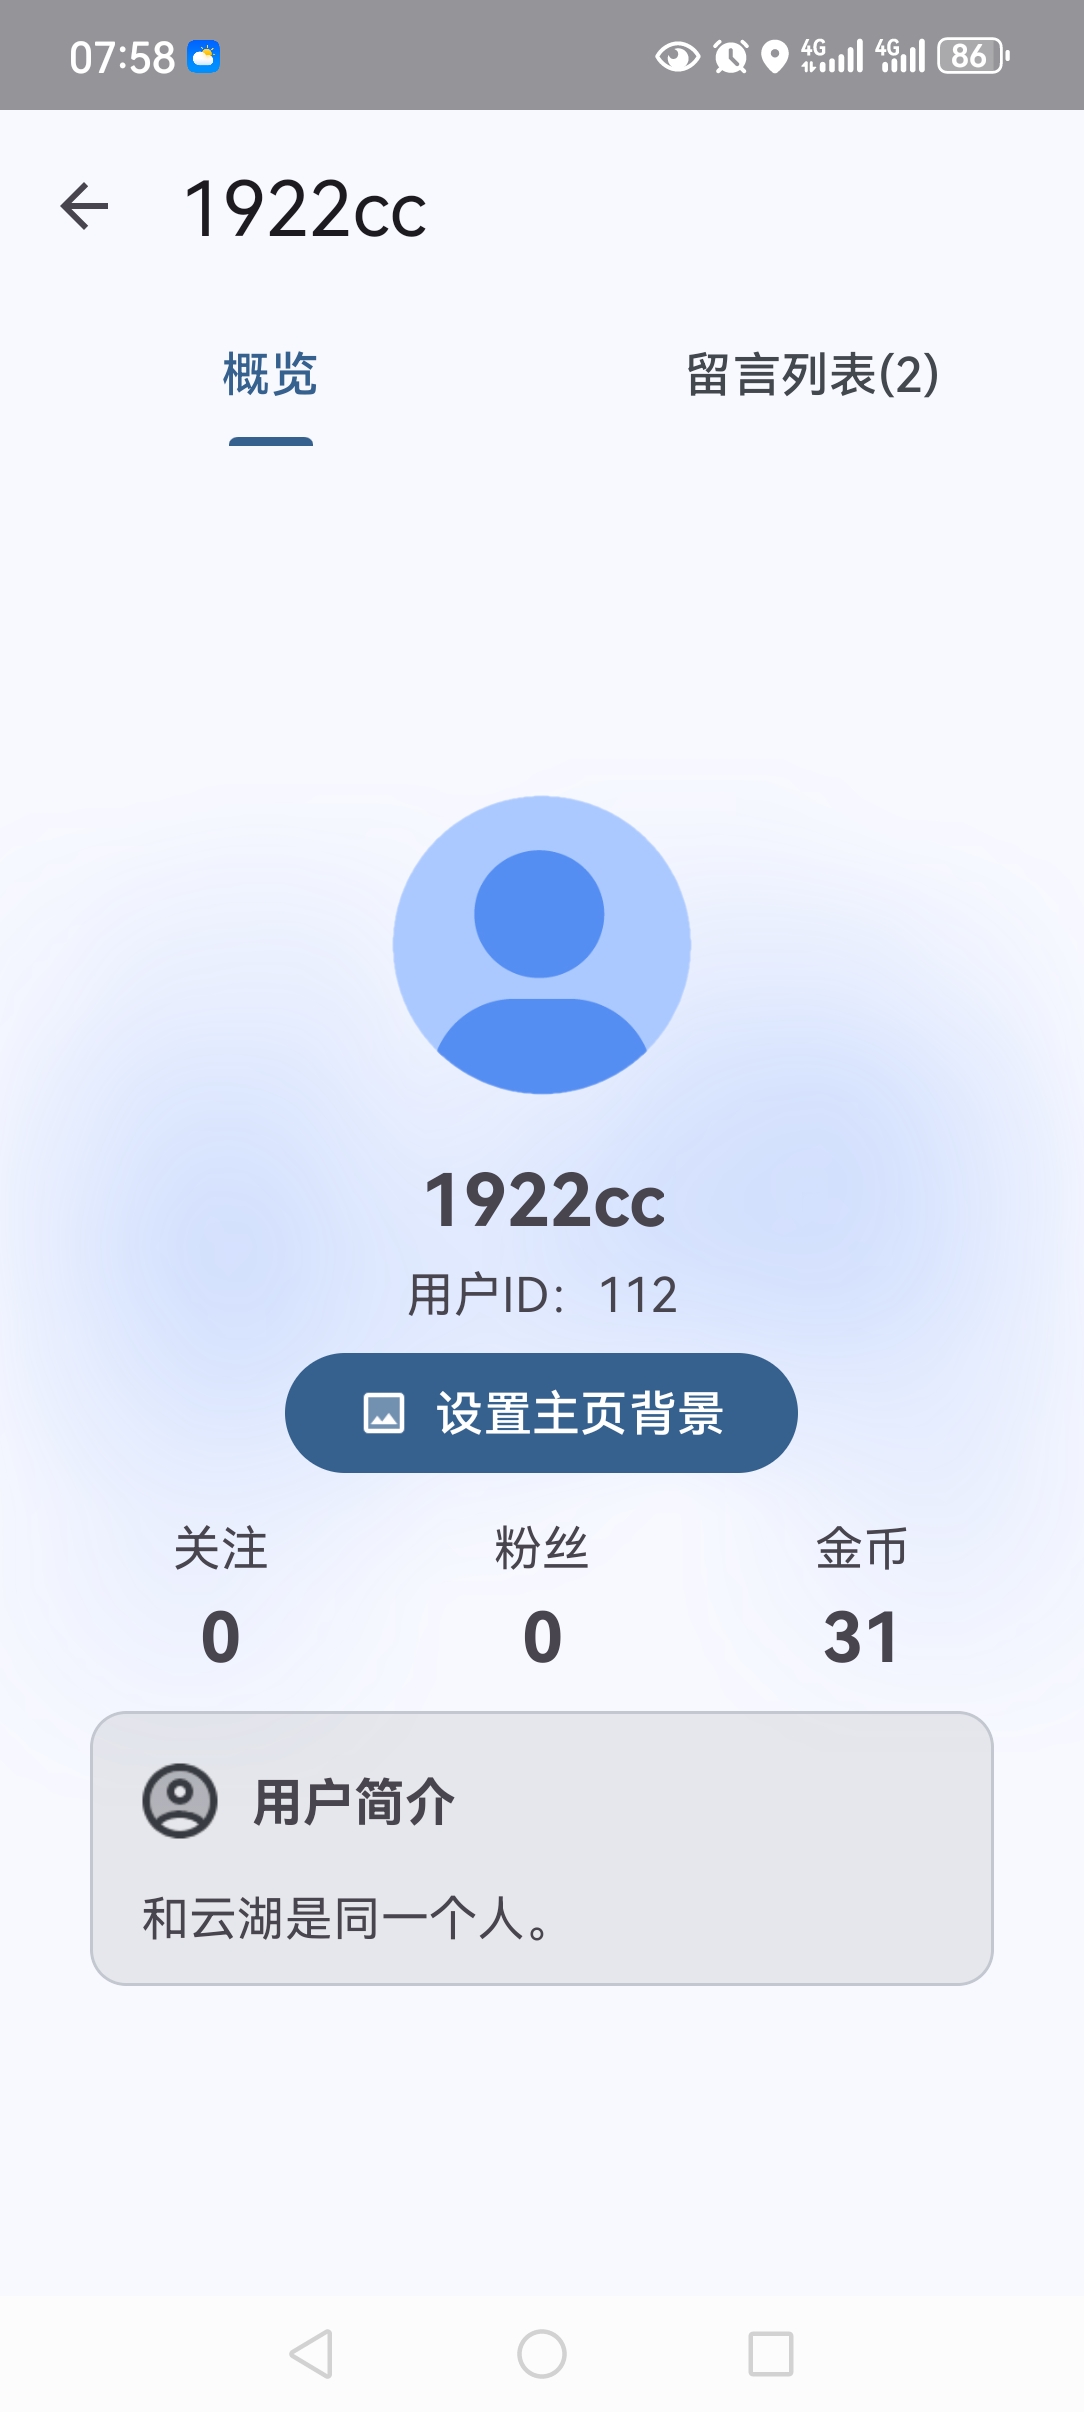 07:58
4G 4G 86
1922cc
概览 留言列表(2)
1922cc
用户ID： 112
设置主页背景
关注 粉丝 金币
0 0 31
用户简介
和云湖是同一个人。